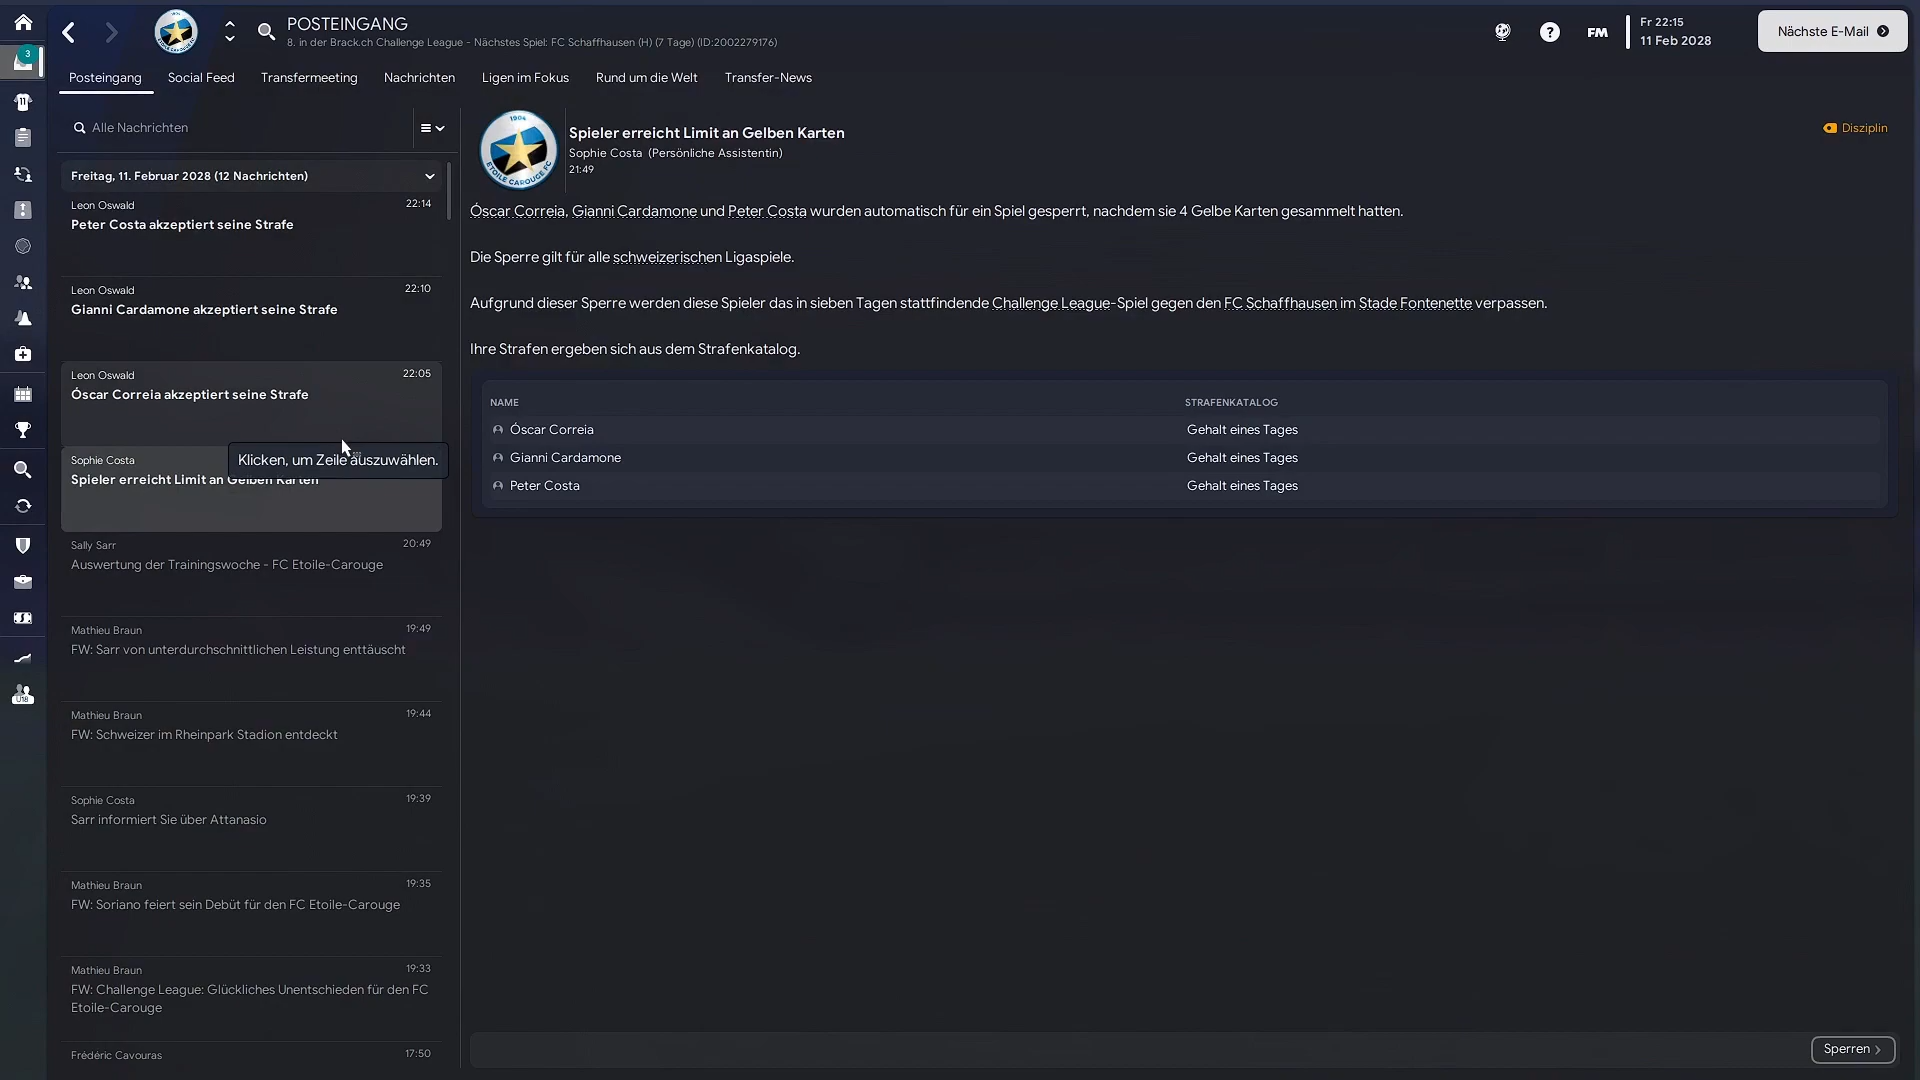 POSTEINGANG
8. in der Brack.ch Challenge League - Nächstes Spiel: FC Schaffhausen (H) (7 Tage) (ID:2002279176)
FM
Fr 22:15
11 Feb 2028
Nächste E-Mail
3
Posteingang
Social Feed
Transfermeeting
Nachrichten
Ligen im Fokus
Rund um die Welt
Transfer-News
Alle Nachrichten
Freitag, 11. Februar 2028 (12 Nachrichten)
Leon Oswald 22:14
Peter Costa akzeptiert seine Strafe
Leon Oswald 22:10
Gianni Cardamone akzeptiert seine Strafe
Leon Oswald 22:05
Óscar Correia akzeptiert seine Strafe
Sophie Costa
Klicken, um Zeile auszuwählen.
Spieler erreicht Limit an Gelben Karten
Sally Sarr 20:49
Auswertung der Trainingswoche - FC Etoile-Carouge
Mathieu Braun 19:49
FW: Sarr von unterdurchschnittlichen Leistung enttäuscht
Mathieu Braun 19:44
FW: Schweizer im Rheinpark Stadion entdeckt
Sophie Costa 19:39
Sarr informiert Sie über Attanasio
Mathieu Braun 19:35
FW: Soriano feiert sein Debüt für den FC Etoile-Carouge
Mathieu Braun 19:33
FW: Challenge League: Glückliches Unentschieden für den FC
Etoile-Carouge
Frédéric Cavouras 17:50
U18
1904
ETOILE CAROUGE FC
Spieler erreicht Limit an Gelben Karten
Sophie Costa (Persönliche Assistentin)
21:49
Disziplin
Óscar Correia, Gianni Cardamone und Peter Costa wurden automatisch für ein Spiel gesperrt, nachdem sie 4 Gelbe Karten gesammelt hatten.
Die Sperre gilt für alle schweizerischen Ligaspiele.
Aufgrund dieser Sperre werden diese Spieler das in sieben Tagen stattfindende Challenge League-Spiel gegen den FC Schaffhausen im Stade Fontenette verpassen.
Ihre Strafen ergeben sich aus dem Strafenkatalog.
NAME STRAFENKATALOG
Óscar Correia Gehalt eines Tages
Gianni Cardamone Gehalt eines Tages
Peter Costa Gehalt eines Tages
Sperren